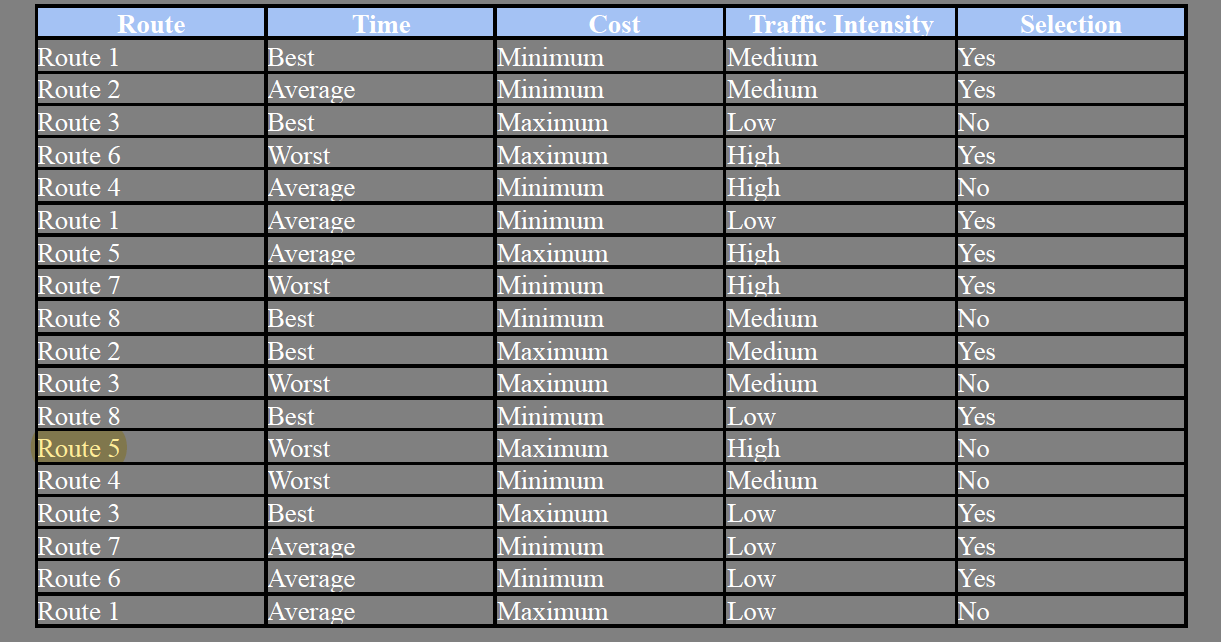 Route Time Cost Traffic Intensity Selection
Route 1 Best Minimum Medium Yes
Route 2 Average Minimum Medium Yes
Route 3 Best Maximum Low No
Route 6 Worst Maximum High Yes
Route 4 Average Minimum High No
Route 1 Average Minimum Low Yes
Route 5 Average Maximum High Yes
Route 7 Worst Minimum High Yes
Route 8 Best Minimum Medium No
Route 2 Best Maximum Medium Yes
Route 3 Worst Maximum Medium No
Route 8 Best Minimum Low Yes
Route 5 Worst Maximum High No
Route 4 Worst Minimum Medium No
Route 3 Best Maximum Low Yes
Route 7 Average Minimum Low Yes
Route 6 Average Minimum Low Yes
Route 1 Average Maximum Low No